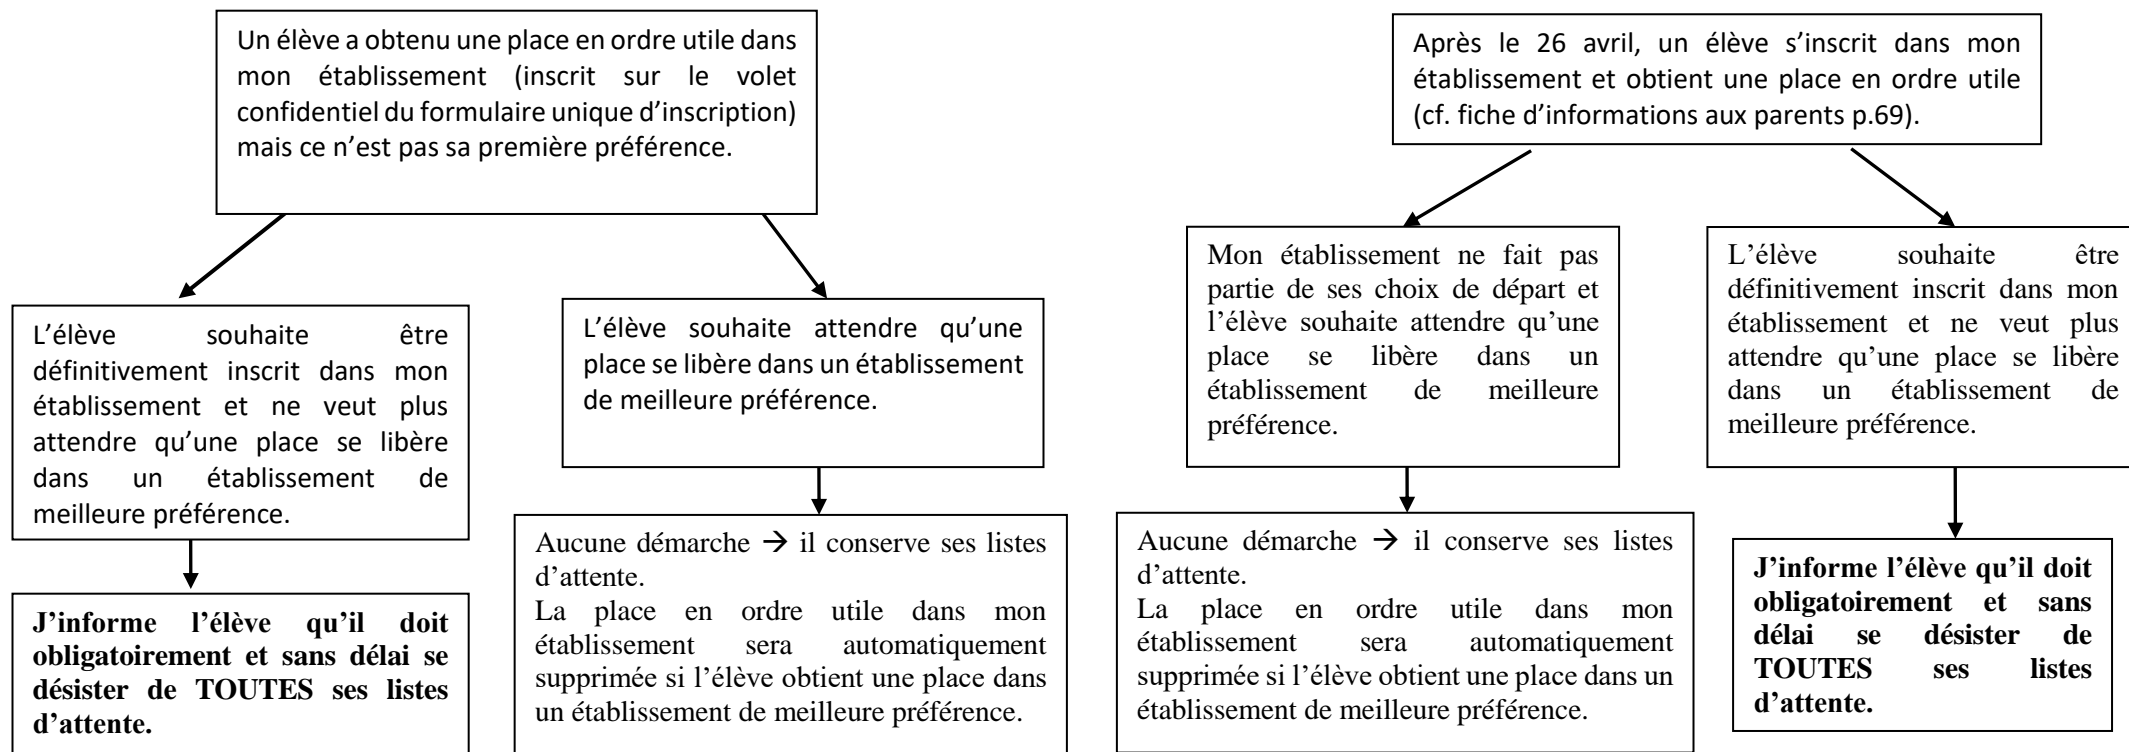 Un élève a obtenu une place en ordre utile dans
mon établissement (inscrit sur le volet
confidentiel du formulaire unique d’inscription)
mais ce n’est pas sa première préférence.
L’élève souhaite être
définitivement inscrit dans mon
établissement et ne veut plus
attendre qu’une place se libère
dans un établissement de
meilleure préférence.
J’informe l’élève qu’il doit
obligatoirement et sans délai se
désister de TOUTES ses listes
d’attente.
L’élève souhaite attendre qu’une
place se libère dans un établissement
de meilleure préférence.
Aucune démarche → il conserve ses listes
d’attente.
La place en ordre utile dans mon
établissement sera automatiquement
supprimée si l’élève obtient une place dans
un établissement de meilleure préférence.
Après le 26 avril, un élève s’inscrit dans mon
établissement et obtient une place en ordre utile
(cf. fiche d’informations aux parents p.69).
Mon établissement ne fait pas
partie de ses choix de départ et
l’élève souhaite attendre qu’une
place se libère dans un
établissement de meilleure
préférence.
Aucune démarche → il conserve ses listes
d’attente.
La place en ordre utile dans mon
établissement sera automatiquement
supprimée si l’élève obtient une place dans un
établissement de meilleure préférence.
L’élève souhaite être
définitivement inscrit dans mon
établissement et ne veut plus
attendre qu’une place se libère
dans un établissement de
meilleure préférence.
J’informe l’élève qu’il doit
obligatoirement et sans
délai se désister de
TOUTES ses listes
d’attente.